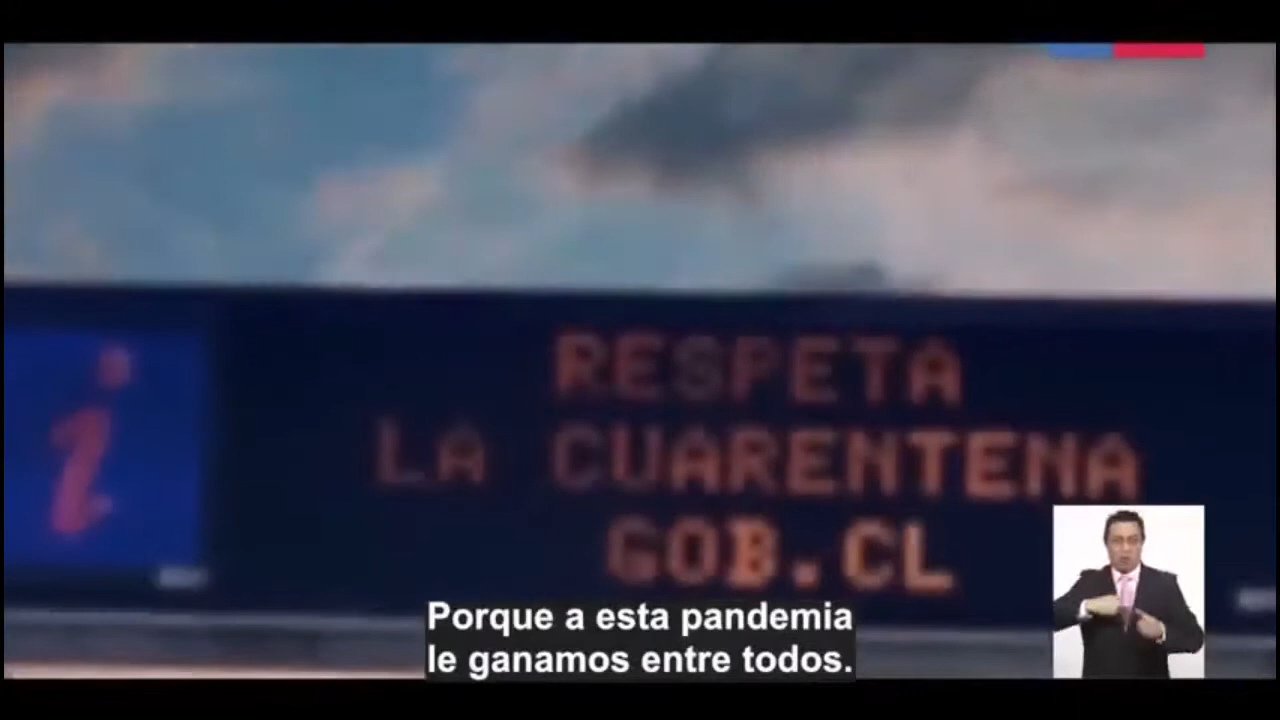 RESPETA
LA CUARENTENA
GOB.CL
Porque a esta pandemia
le ganamos entre todos.